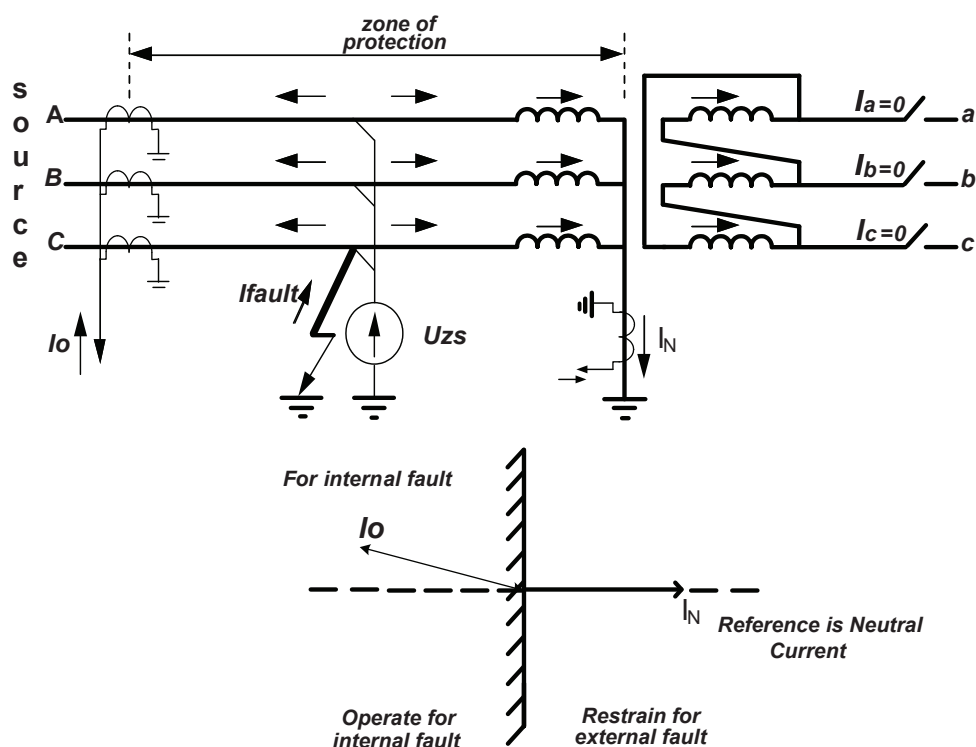 zone of
protection
source
A
B
C
Ia=0
Ib=0
Ic=0
a
b
c
Ifault
Uzs
Io
IN
For internal fault
Io
IN
Reference is Neutral
Current
Operate for
internal fault
Restrain for
external fault